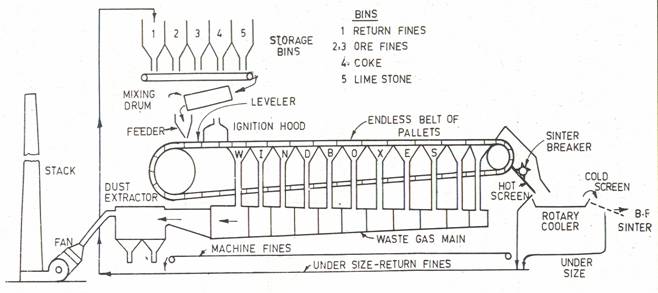 BINS
1 RETURN FINES
2,3 ORE FINES
4. COKE
5 LIME STONE
1 2 3 4 5
STORAGE
BINS
MIXING
DRUM
LEVELER
FEEDER
IGNITION HOOD
ENDLESS BELT OF
PALLETS
WINDBOXES
SINTER
BREAKER
HOT
SCREEN
COLD
SCREEN
ROTARY
COOLER
B-F
SINTER
STACK
DUST
EXTRACTOR
FAN
WASTE GAS MAIN
MACHINE FINES
UNDER SIZE-RETURN FINES
UNDER
SIZE